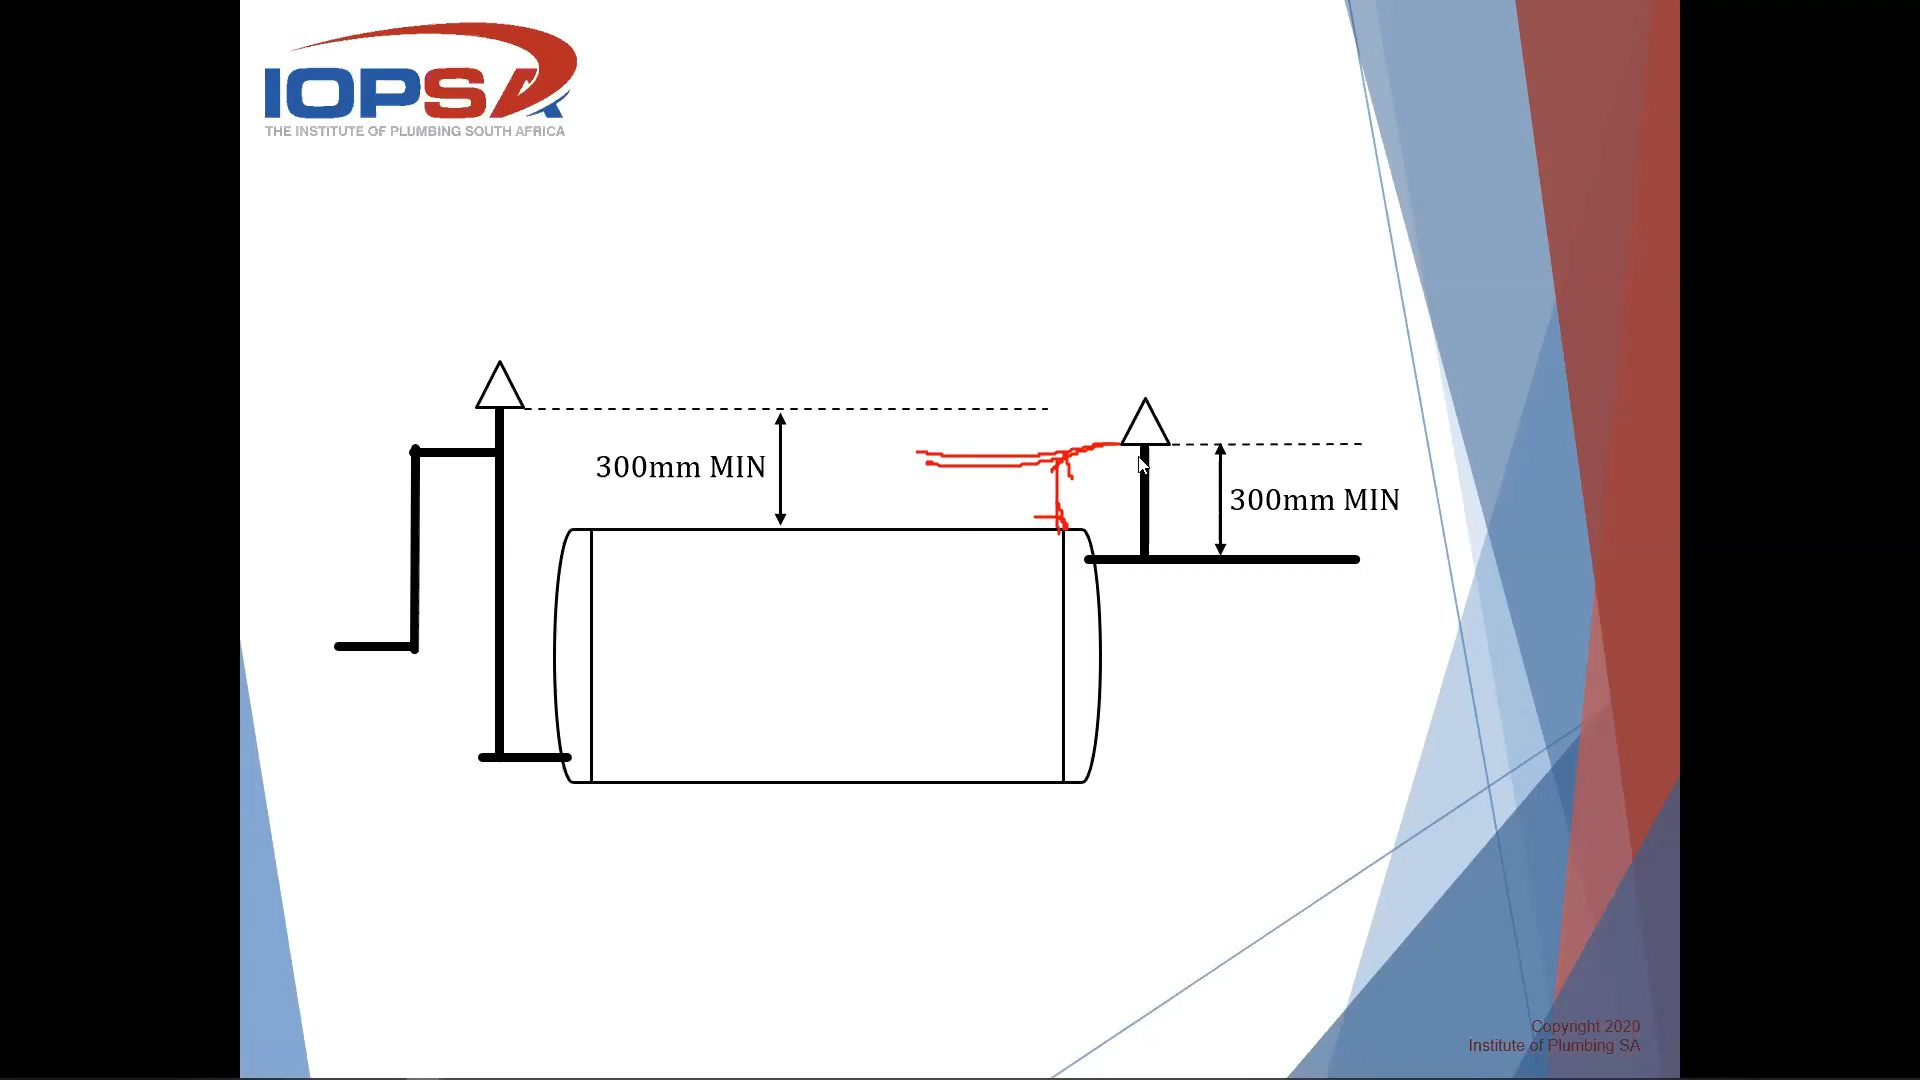 IOPSA
THE INSTITUTE OF PLUMBING SOUTH AFRICA
300mm MIN
300mm MIN
Copyright 2020
Institute of Plumbing SA